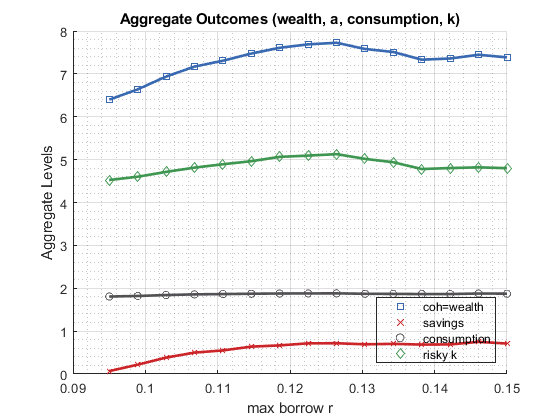 Aggregate Outcomes (wealth, a, consumption, k)
8
7
6
5
4
3
2
1
0
Aggregate Levels
coh=wealth
savings
consumption
risky k
0.09
0.1
0.11
0.12
0.13
0.14
0.15
max borrow r